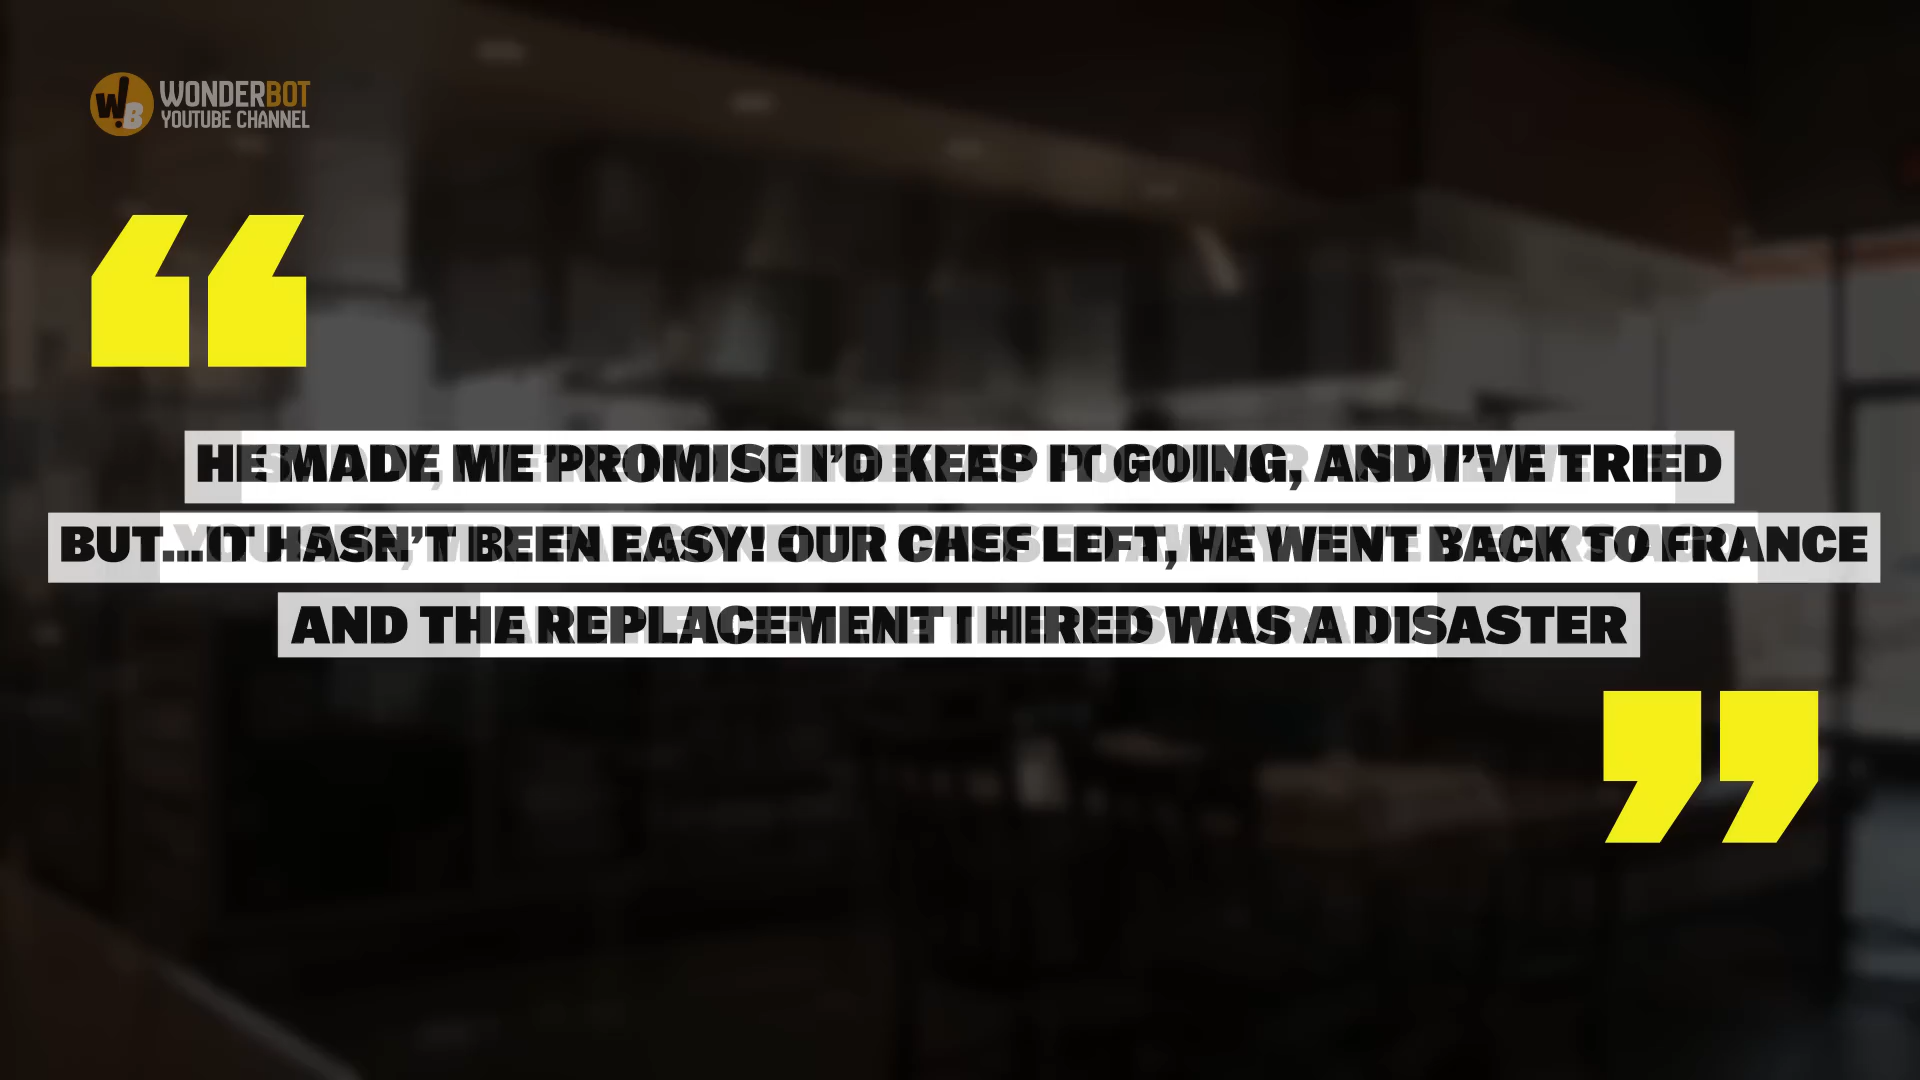 WONDERBOT
YOUTUBE CHANNEL
HE MADE ME PROMISE I'D KEEP IT GOING, AND I'VE TRIED
BUT...IT HASN'T BEEN EASY! OUR CHEF LEFT, HE WENT BACK TO FRANCE
AND THE REPLACEMENT I HIRED WAS A DISASTER